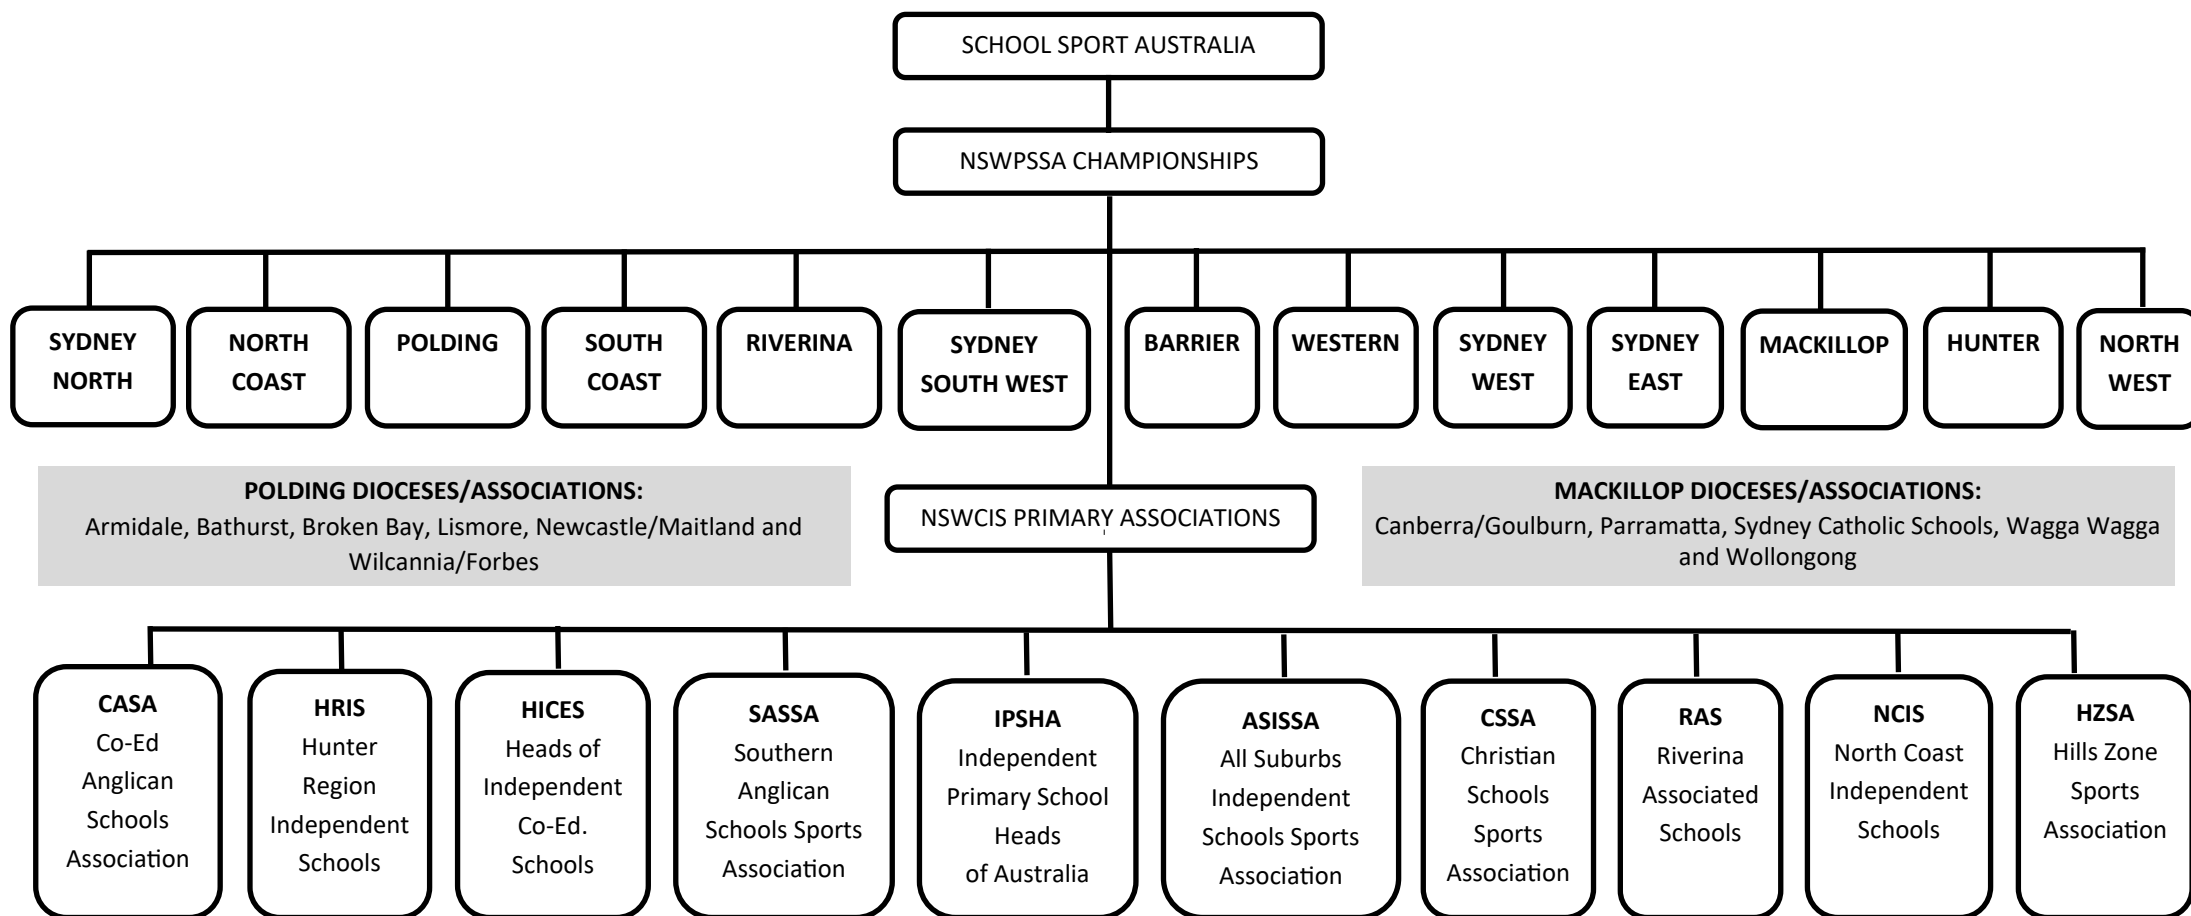 SCHOOL SPORT AUSTRALIA
NSWPSSA CHAMPIONSHIPS
SYDNEY
NORTH
NORTH
COAST
POLDING
SOUTH
COAST
RIVERINA
SYDNEY
SOUTH WEST
BARRIER
WESTERN
SYDNEY
WEST
SYDNEY
EAST
MACKILLOP
HUNTER
NORTH
WEST
POLDING DIOCESES/ASSOCIATIONS:
Armidale, Bathurst, Broken Bay, Lismore, Newcastle/Maitland and
Wilcannia/Forbes
NSWCIS PRIMARY ASSOCIATIONS
MACKILLOP DIOCESES/ASSOCIATIONS:
Canberra/Goulburn, Parramatta, Sydney Catholic Schools, Wagga Wagga
and Wollongong
CASA
Co-Ed
Anglican
Schools
Association
HRIS
Hunter
Region
Independent
Schools
HICES
Heads of
Independent
Co-Ed.
Schools
SASSA
Southern
Anglican
Schools Sports
Association
IPSHA
Independent
Primary School
Heads
of Australia
ASISSA
All Suburbs
Independent
Schools Sports
Association
CSSA
Christian
Schools
Sports
Association
RAS
Riverina
Associated
Schools
NCIS
North Coast
Independent
Schools
HZSA
Hills Zone
Sports
Association